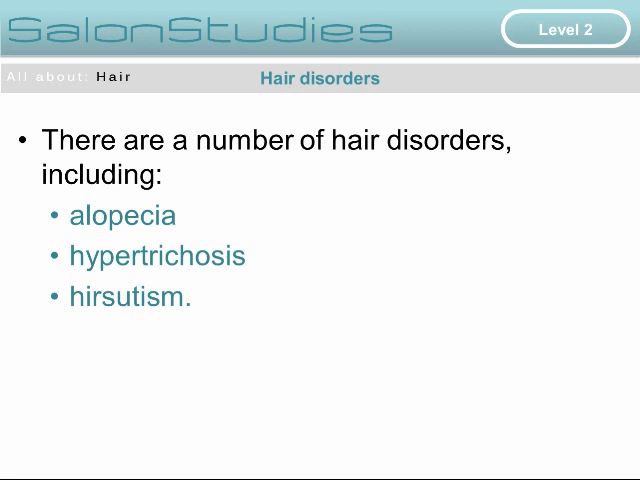 SalonStudies
Level 2
All about: Hair
Hair disorders
• There are a number of hair disorders,
including:
• alopecia
• hypertrichosis
• hirsutism.